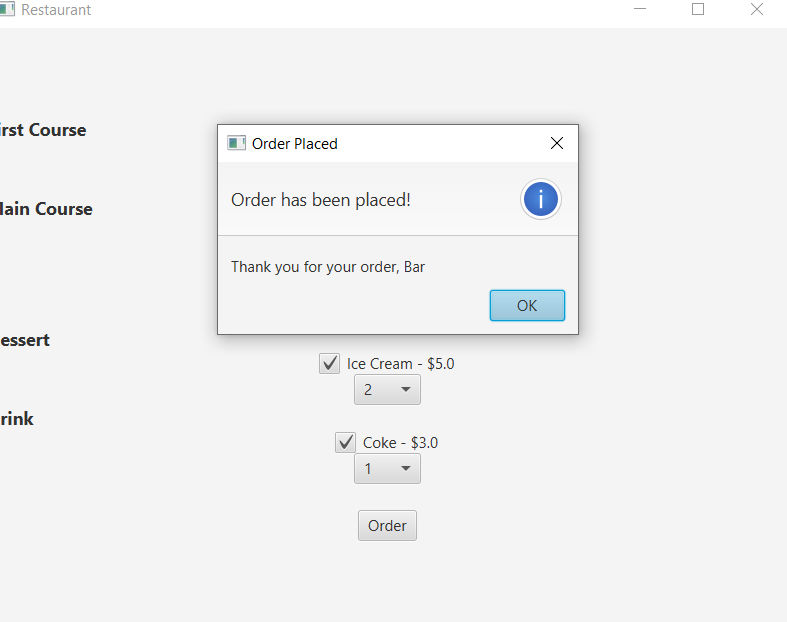 Restaurant
irst Course
Order Placed
Order has been placed!
ain Course
Thank you for your order, Bar
OK
essert
Ice Cream - $5.0
2
rink
Coke - $3.0
1
Order